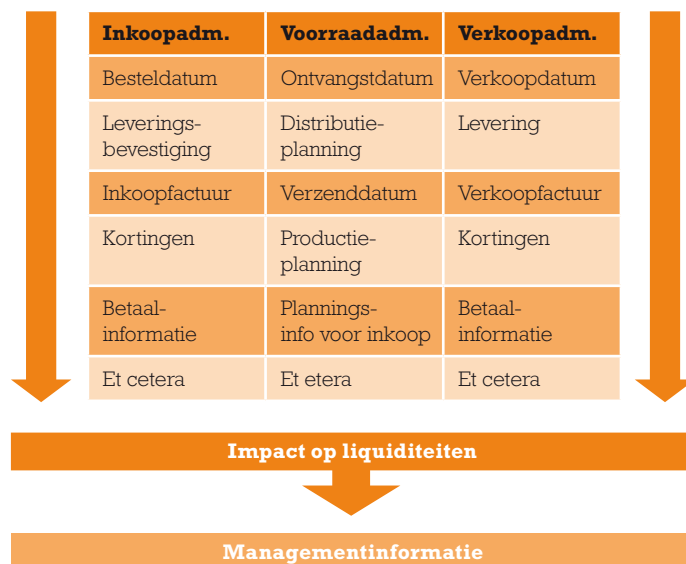 Inkoopadm. Voorraadadm. Verkoopadm.
Besteldatum Ontvangstdatum Verkoopdatum
Leverings-
bevestiging
Distributie-
planning
Levering
Inkoopfactuur Verzenddatum Verkoopfactuur
Kortingen
Productie-
planning
Kortingen
Betaal-
informatie
Plannings-
info voor inkoop
Betaal-
informatie
Et cetera Et etera Et cetera
Impact op liquiditeiten
Managementinformatie